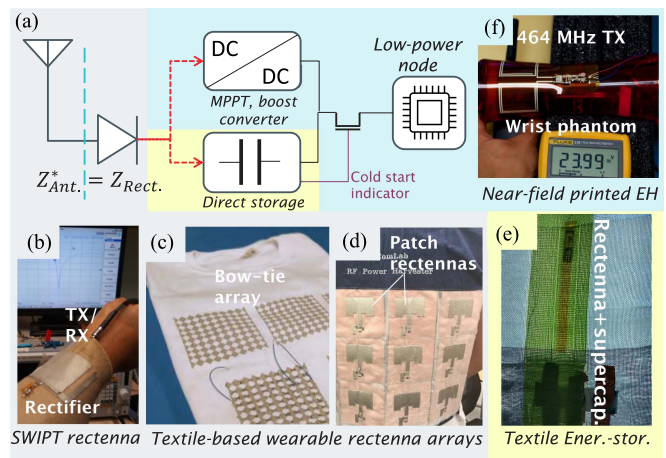 (a)
DC
DC
MPPT, boost
converter
Direct storage
Low-power
node
Cold start
indicator
Z*Ant. = ZRect.
(f)
464 MHz TX
Wrist phantom
FLUKE
23.99
Near-field printed EH
(b)
TX/
RX
Rectifier
SWIPT rectenna
(c)
Bow-tie
array
(d)
Patch
rectennas
RF Power Harvester
Textile-based wearable rectenna arrays
(e)
Rectenna+supercap.
Textile Ener.-stor.